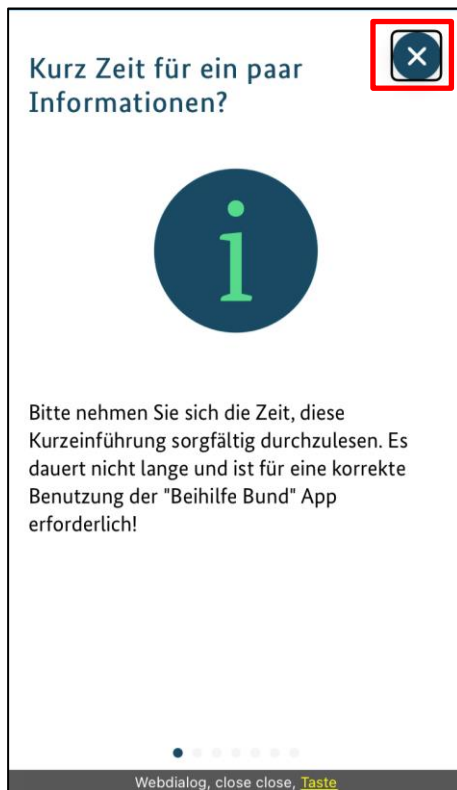 Kurz Zeit für ein paar
Informationen?
i
Bitte nehmen Sie sich die Zeit, diese
Kurzeinführung sorgfältig durchzulesen. Es
dauert nicht lange und ist für eine korrekte
Benutzung der "Beihilfe Bund" App
erforderlich!
Webdialog, close close, Taste